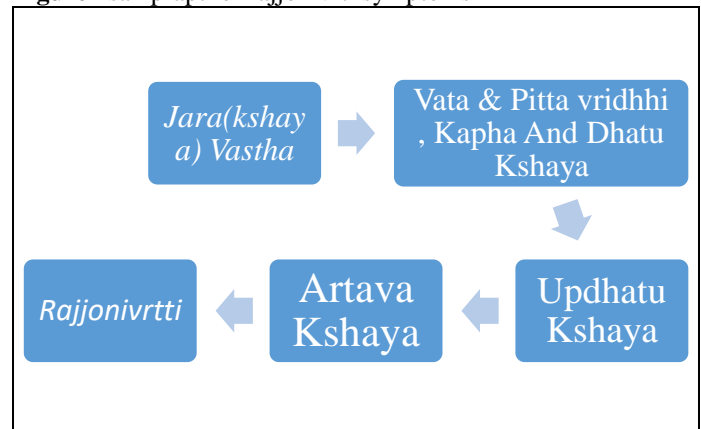 Jara(kshay
a) Vastha
Vata & Pitta vridhhi
, Kapha And Dhatu
Kshaya
Updhatu
Kshaya
Artava
Kshaya
Rajjonivrtti